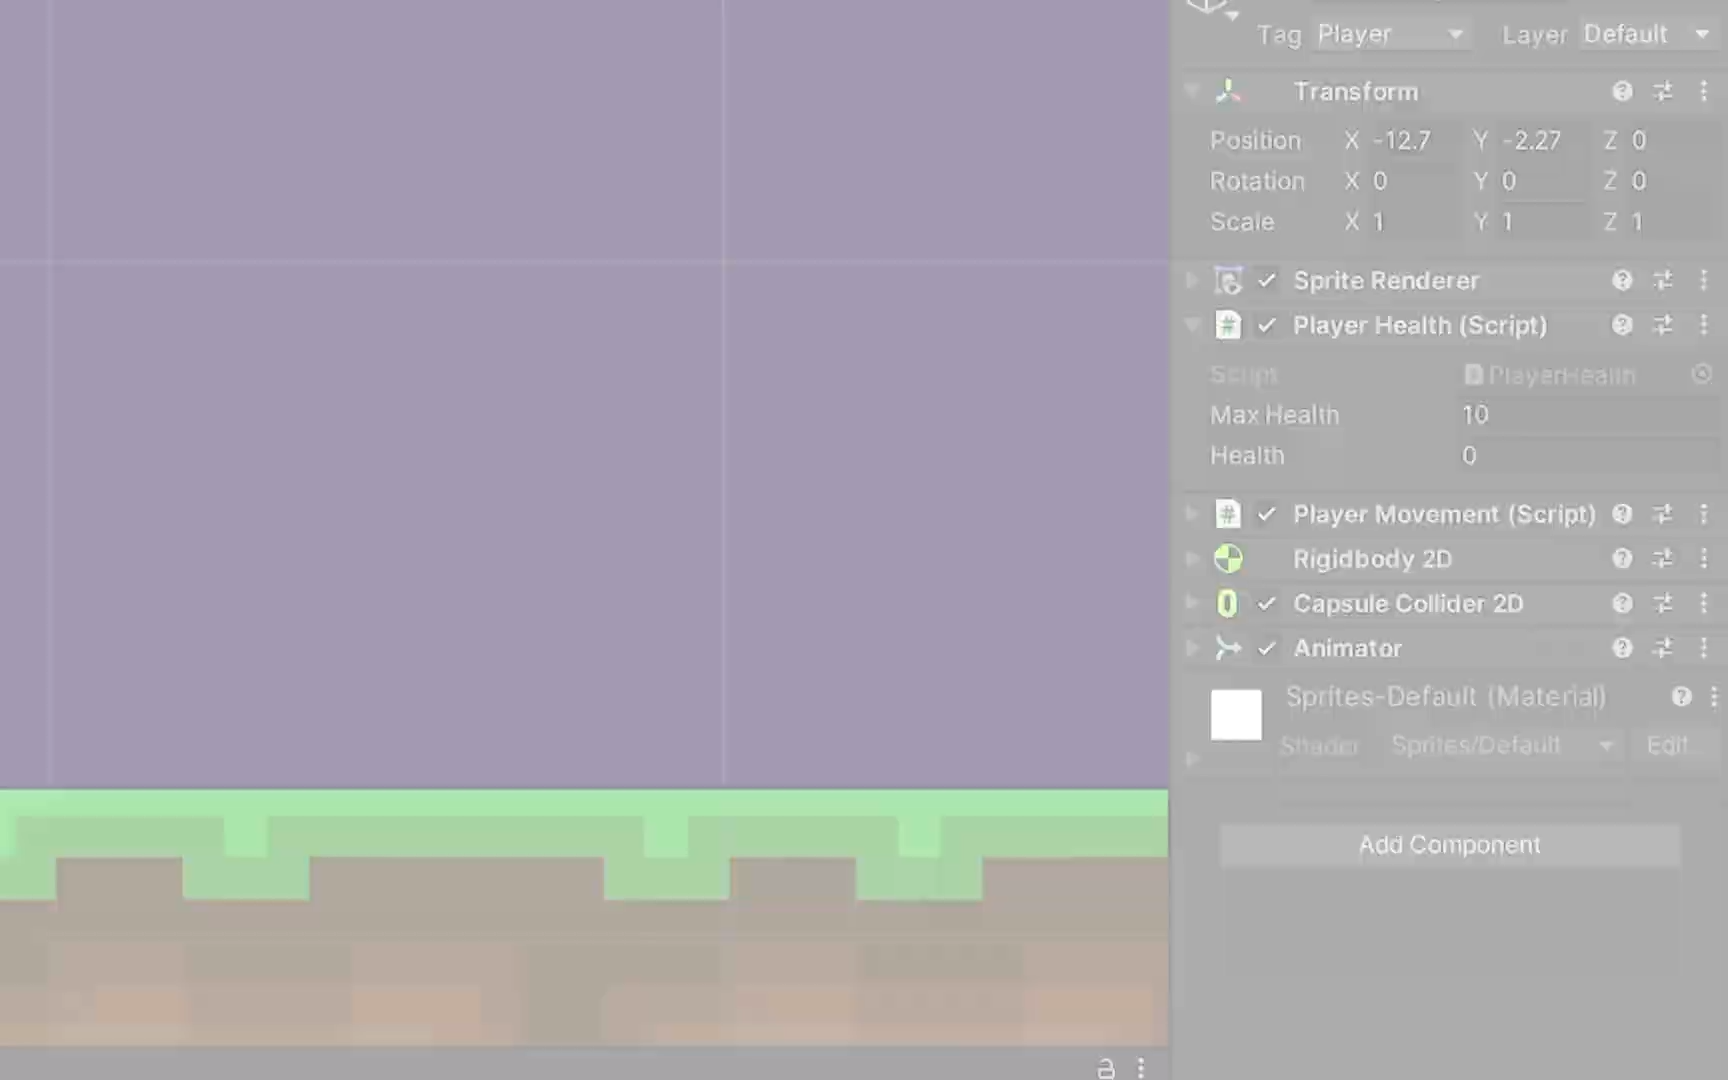 Tag Player Layer Default
Transform
Position X -12.7 Y -2.27 Z 0
Rotation X 0 Y 0 Z 0
Scale X 1 Y 1 Z 1
Sprite Renderer
Player Health (Script)
Script PlayerHealth
Max Health 10
Health 0
Player Movement (Script)
Rigidbody 2D
Capsule Collider 2D
Animator
Sprites-Default (Material)
Shader Sprites/Default Edit...
Add Component